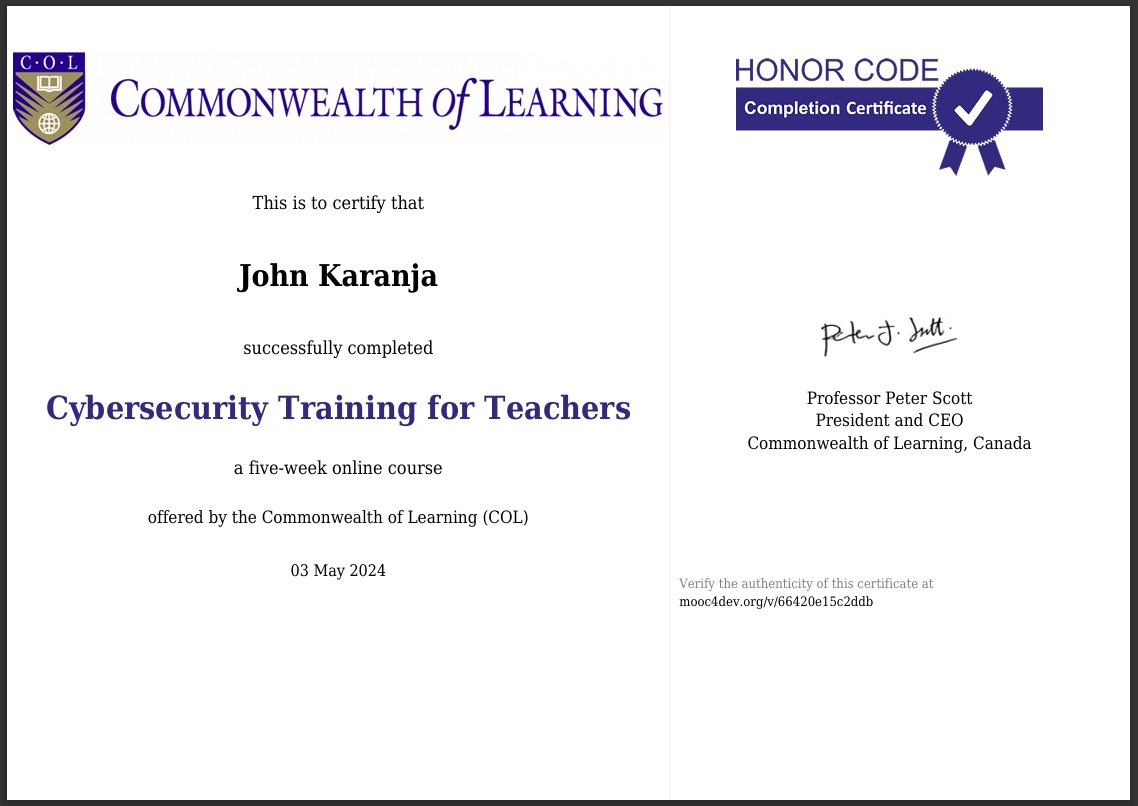 C·O·L
COMMONWEALTH of LEARNING
This is to certify that
John Karanja
successfully completed
Cybersecurity Training for Teachers
a five-week online course
offered by the Commonwealth of Learning (COL)
03 May 2024
HONOR CODE
Completion Certificate
Peter J. Scott
Professor Peter Scott
President and CEO
Commonwealth of Learning, Canada
Verify the authenticity of this certificate at
mooc4dev.org/v/66420e15c2ddb